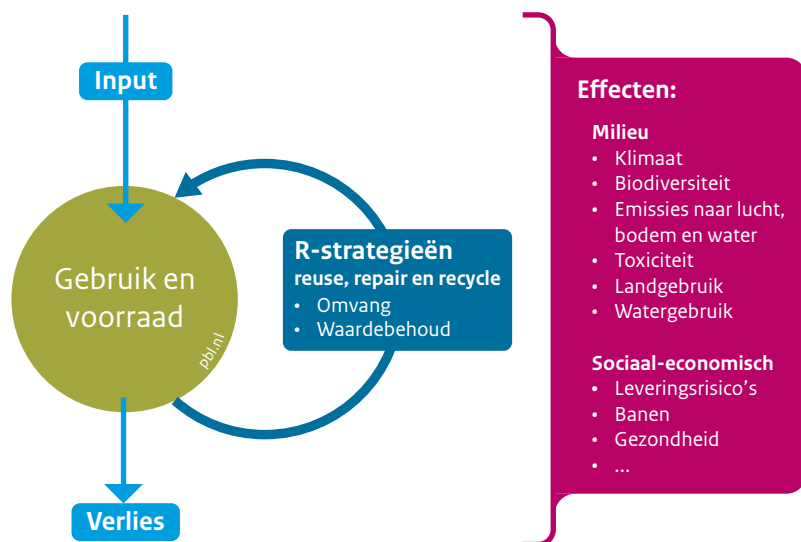 Input
Gebruik en
voorraad
pbl.nl
Verlies
R-strategieën
reuse, repair en recycle
• Omvang
• Waardebehoud
Effecten:
Milieu
• Klimaat
• Biodiversiteit
• Emissies naar lucht,
bodem en water
• Toxiciteit
• Landgebruik
• Watergebruik
Sociaal-economisch
• Leveringsrisico's
• Banen
• Gezondheid
• ...